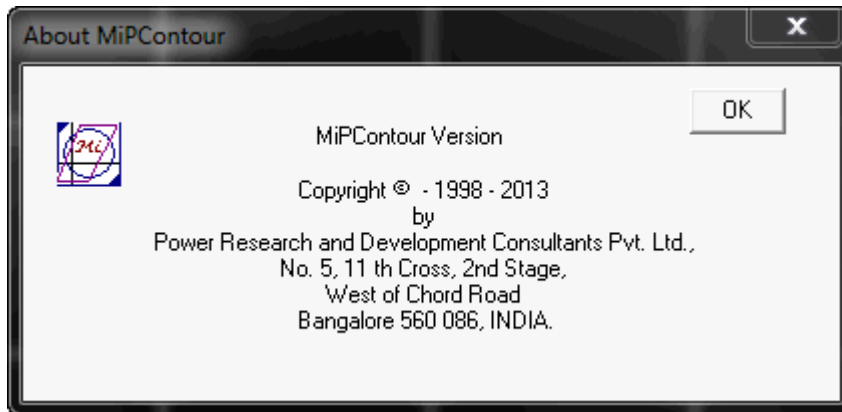 About MiPContour
x
OK
Mi
MiPContour Version
Copyright © - 1998 - 2013
by
Power Research and Development Consultants Pvt. Ltd.,
No. 5, 11 th Cross, 2nd Stage,
West of Chord Road
Bangalore 560 086, INDIA.